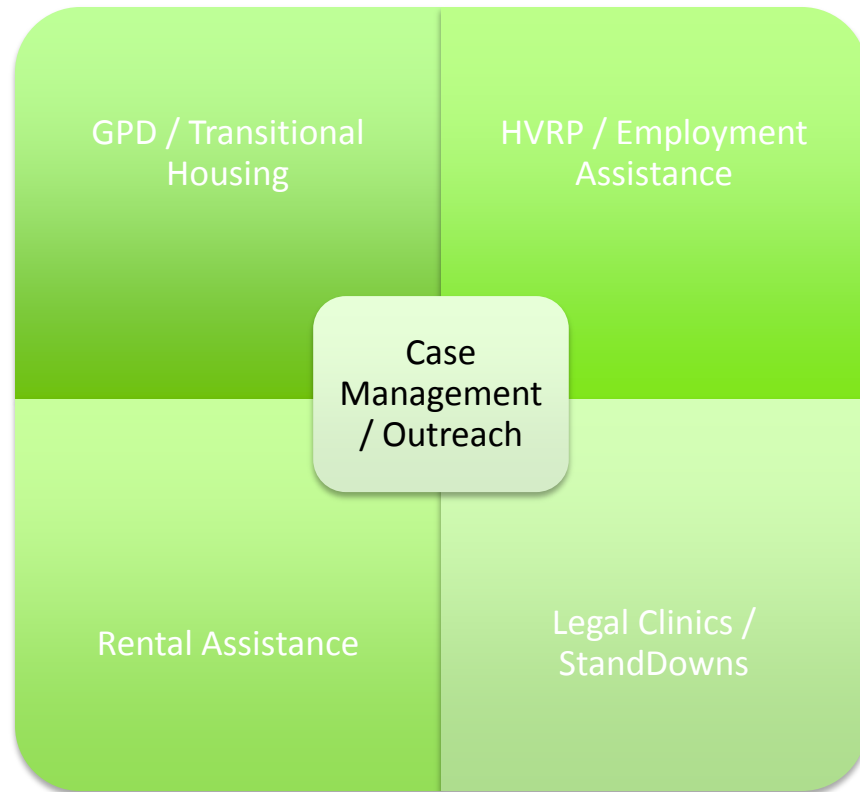 GPD / Transitional
Housing
HVRP / Employment
Assistance
Case
Management
/ Outreach
Rental Assistance
Legal Clinics /
StandDowns